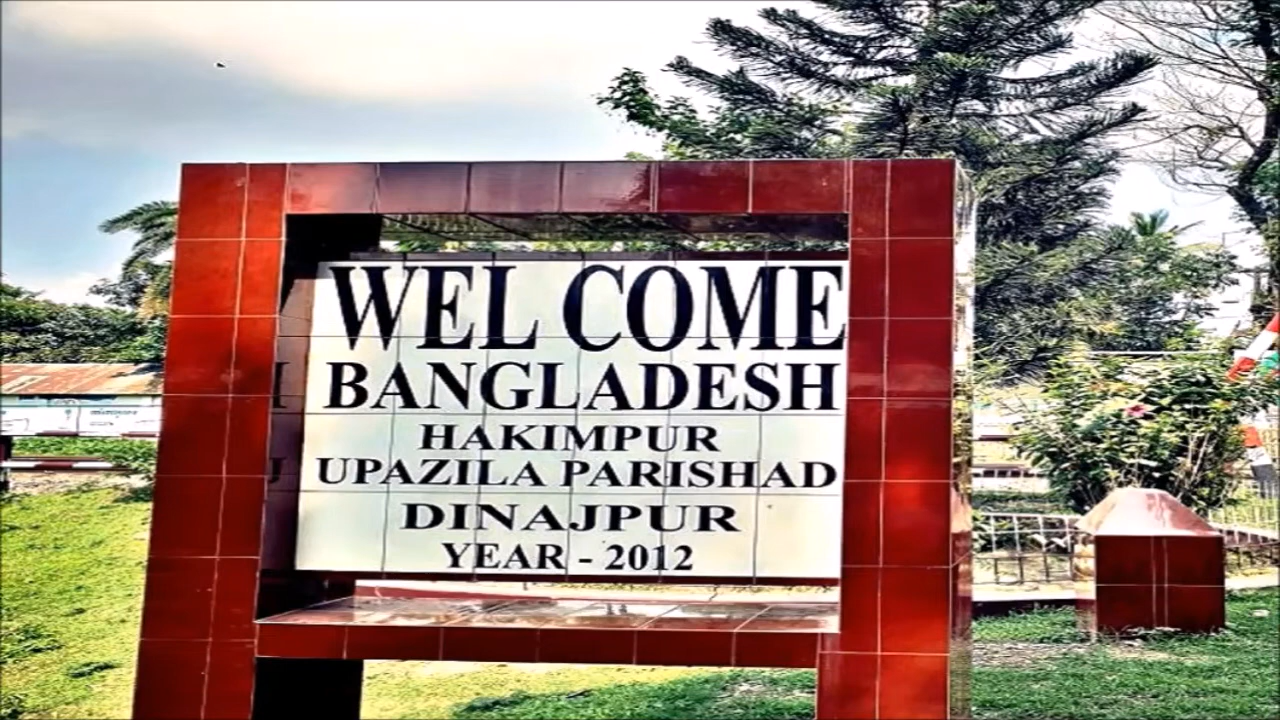 WEL COME
BANGLADESH
HAKIMPUR
UPAZILA PARISHAD
DINAJPUR
YEAR - 2012